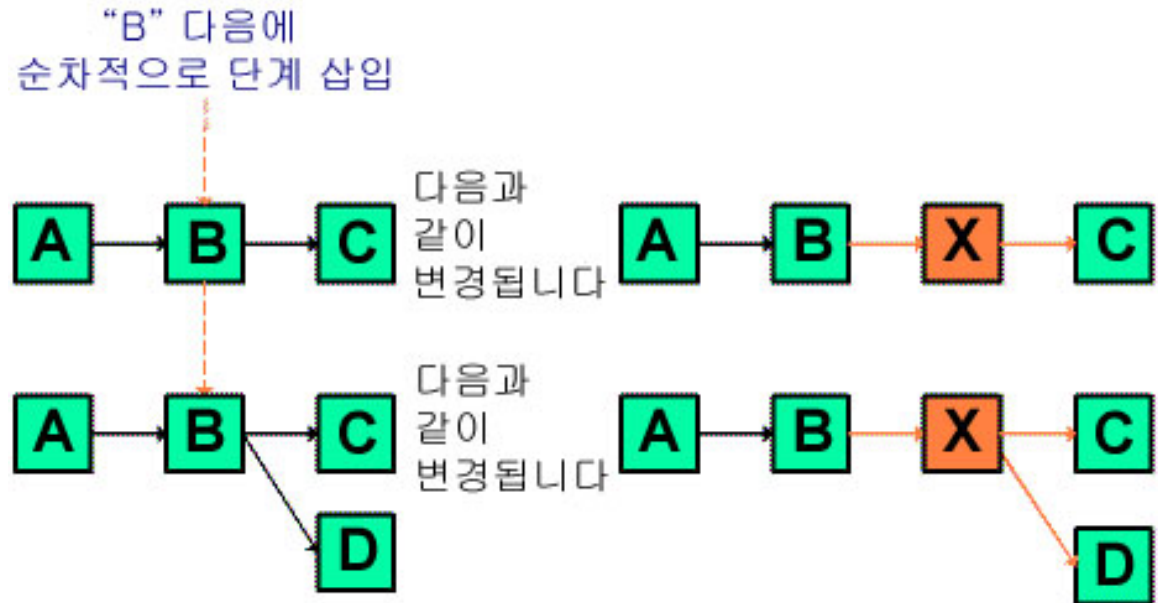 “B” 다음에
순차적으로 단계 삽입
A B C
다음과
같이
변경됩니다
A B X C
A B C
D
다음과
같이
변경됩니다
A B X C
D